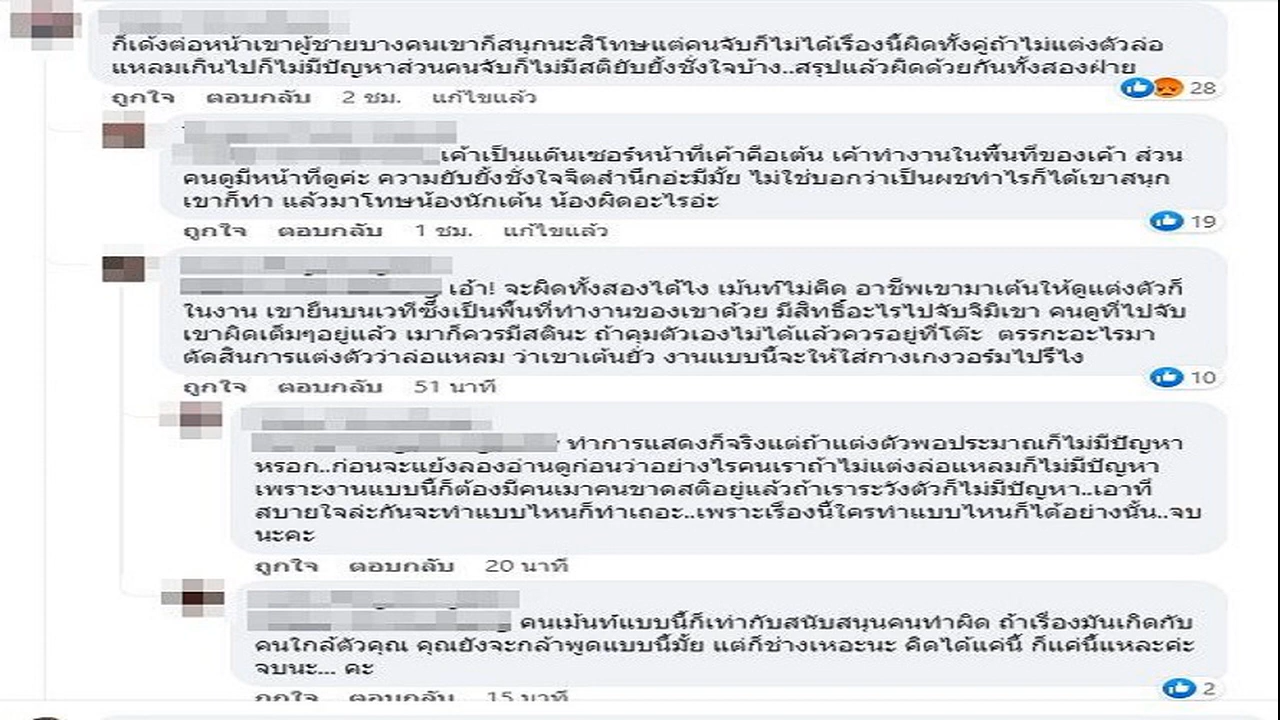 ก็เด้งต่อหน้าเขาผู้ชายบางคนเขาก็สนุกนะสิโทษแต่คนจับก็ไม่ได้เรื่องนี้ผิดทั้งคู่ถ้าไม่แต่งตัวล่อ
แหลมเกินไปก็ไม่มีปัญหาส่วนคนจับก็ไม่มีสติยับยั้งชั่งใจบ้าง..สรุปแล้วผิดด้วยกันทั้งสองฝ่าย
28
ถูกใจ ตอบกลับ 2 ชม. แก้ไขแล้ว
เค้าเป็นแด๊นเซอร์หน้าที่เค้าคือเต้น เค้าทำงานในพื้นที่ของเค้า ส่วน
คนดูมีหน้าที่ดูค่ะ ความยับยั้งชั่งใจจิตสำนึกอ่ะมีมั้ย ไม่ใช่บอกว่าเป็นผชทำไรก็ได้เขาสนุก
เขาก็ทำ แล้วมาโทษน้องนักเต้น น้องผิดอะไรอ่ะ
19
ถูกใจ ตอบกลับ 1 ชม. แก้ไขแล้ว
เอ๋า! จะผิดทั้งสองได้ไง เม้นท์ไม่คิด อาชีพเขามาเต้นให้ดูแต่งตัวก็
ในงาน เขายืนบนเวทีซึ่งเป็นพื้นที่ทำงานของเขาด้วย มีสิทธิ์อะไรไปจับจิมิเขา คนดูที่ไปจับ
เขาผิดเต็มๆอยู่แล้ว เมาก็ควรมีสตินะ ถ้าคุมตัวเองไม่ได้แล้วควรอยู่ที่โต๊ะ ตรรกะอะไรมา
ตัดสินการแต่งตัวว่าล่อแหลม ว่าเขาเต้นยั่ว งานแบบนี้จะให้ใส่กางเกงวอร์มไปรึไง
10
ถูกใจ ตอบกลับ 51 นาที
ทำการแสดงก็จริงแต่ถ้าแต่งตัวพอประมาณก็ไม่มีปัญหา
หรอก..ก่อนจะแย้งลองอ่านดูก่อนว่าอย่างไรคนเราถ้าไม่แต่งล่อแหลมก็ไม่มีปัญหา
เพราะงานแบบนี้ก็ต้องมีคนเมาคนขาดสติอยู่แล้วถ้าเราระวังตัวก็ไม่มีปัญหา..เอาที่
สบายใจล่ะกันจะทำแบบไหนก็ทำเถอะ..เพราะเรื่องนี้ใครทำแบบไหนก็ได้อย่างนั้น..จบ
นะคะ
ถูกใจ ตอบกลับ 20 นาที
คนเม้นท์แบบนี้ก็เท่ากับสนับสนุนคนทำผิด ถ้าเรื่องมันเกิดกับ
คนใกล้ตัวคุณ คุณยังจะกล้าพูดแบบนี้มั้ย แต่ก็ช่างเหอะนะ คิดได้แค่นี้ ก็แค่นี้แหละค่ะ
จบนะ... คะ
2
ถูกใจ ตอบกลับ 15 นาที